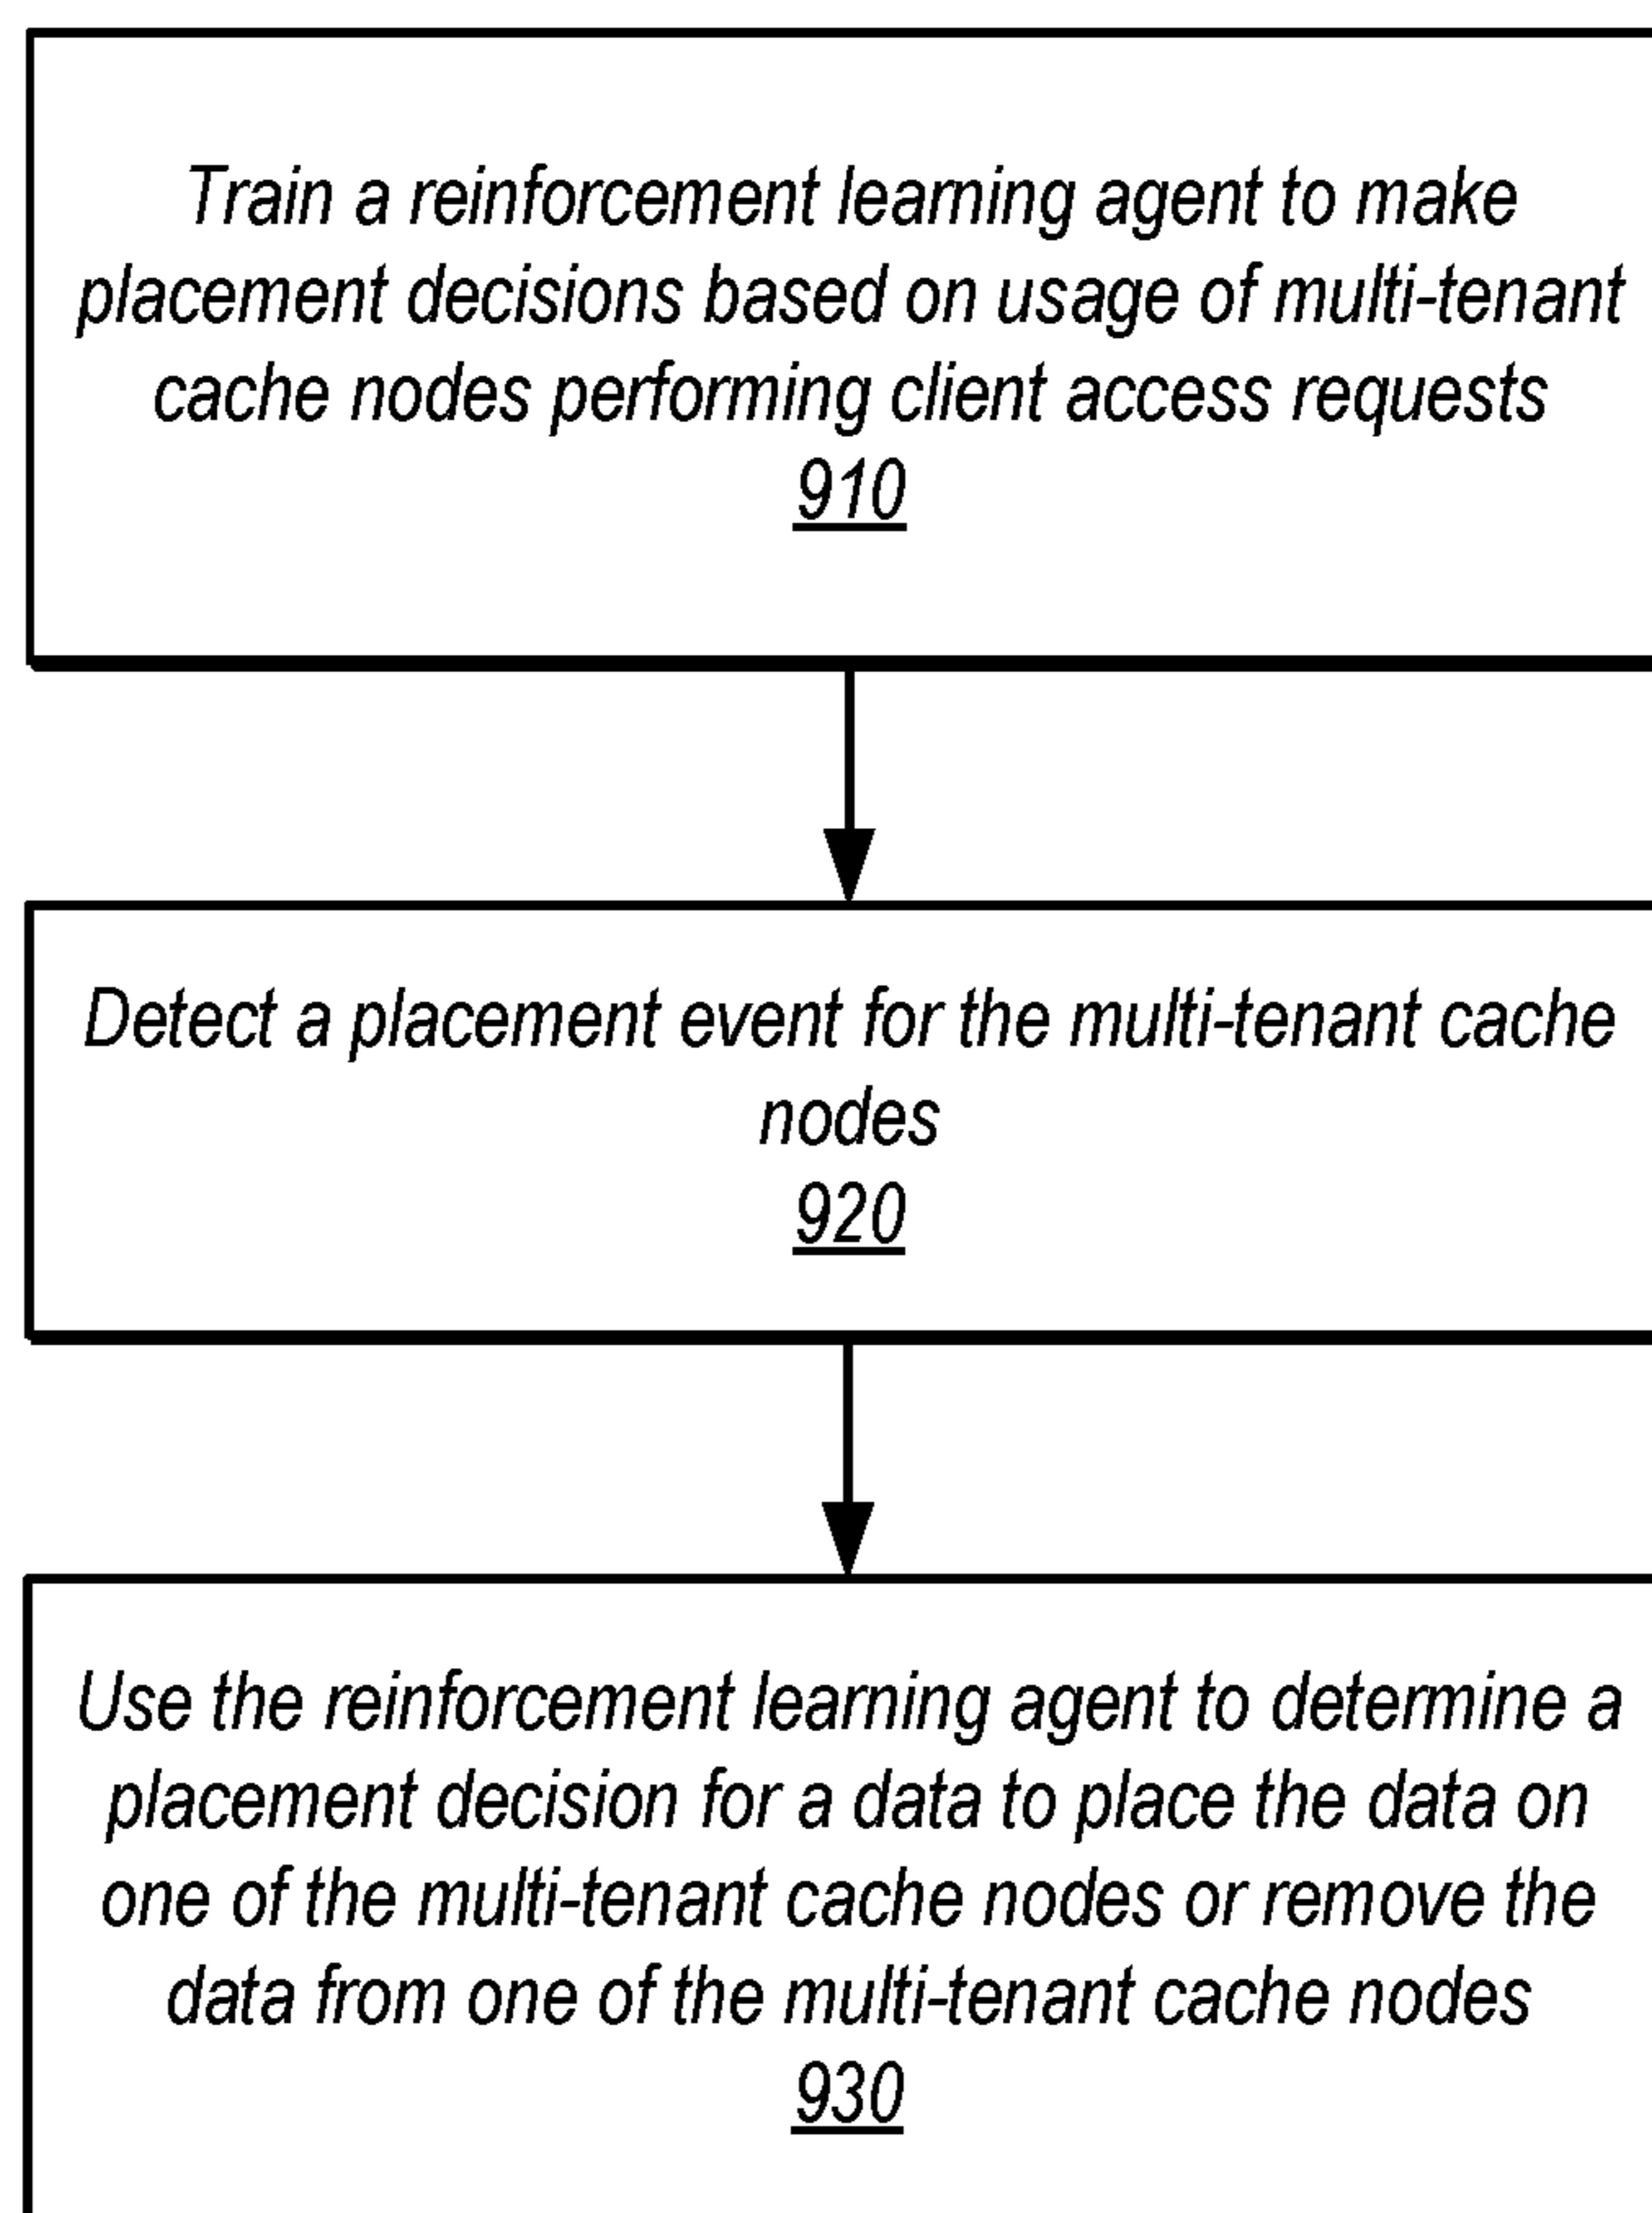 Train a reinforcement learning agent to make
placement decisions based on usage of multi-tenant
cache nodes performing client access requests
910
Detect a placement event for the multi-tenant cache
nodes
920
Use the reinforcement learning agent to determine a
placement decision for a data to place the data on
one of the multi-tenant cache nodes or remove the
data from one of the multi-tenant cache nodes
930